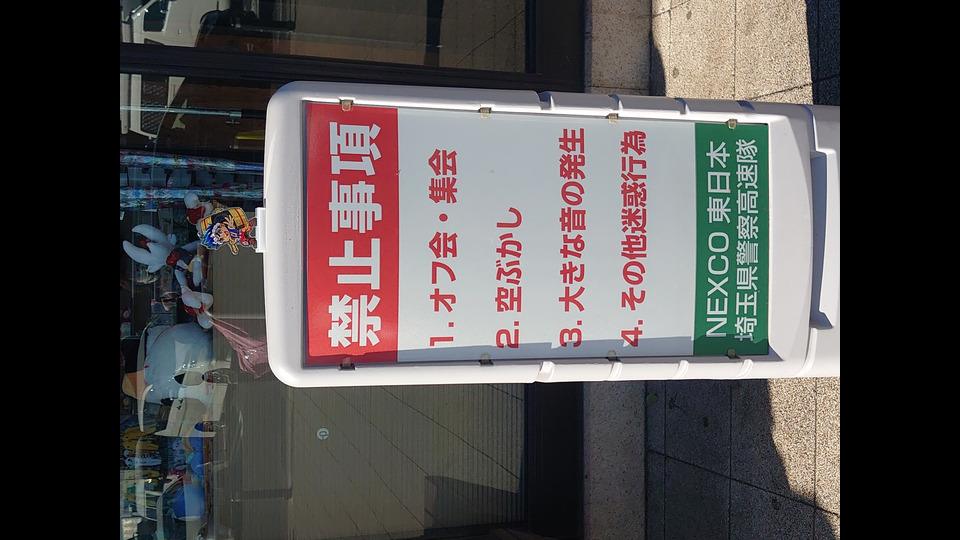 禁止事項
1. オフ会・集会
2. 空ぶかし
3. 大きな音の発生
4. その他迷惑行為
NEXCO 東日本
埼玉県警察高速隊